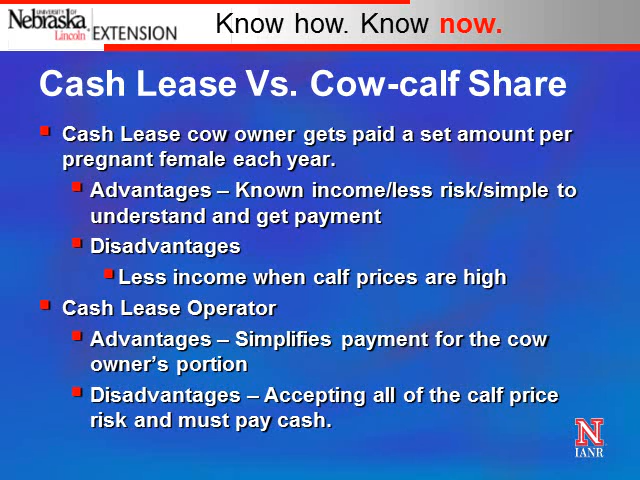 UNIVERSITY OF
Nebraska
Lincoln
EXTENSION
Know how. Know now.
Cash Lease Vs. Cow-calf Share
Cash Lease cow owner gets paid a set amount per
pregnant female each year.
Advantages – Known income/less risk/simple to
understand and get payment
Disadvantages
Less income when calf prices are high
Cash Lease Operator
Advantages – Simplifies payment for the cow
owner's portion
Disadvantages – Accepting all of the calf price
risk and must pay cash.
N
IANR